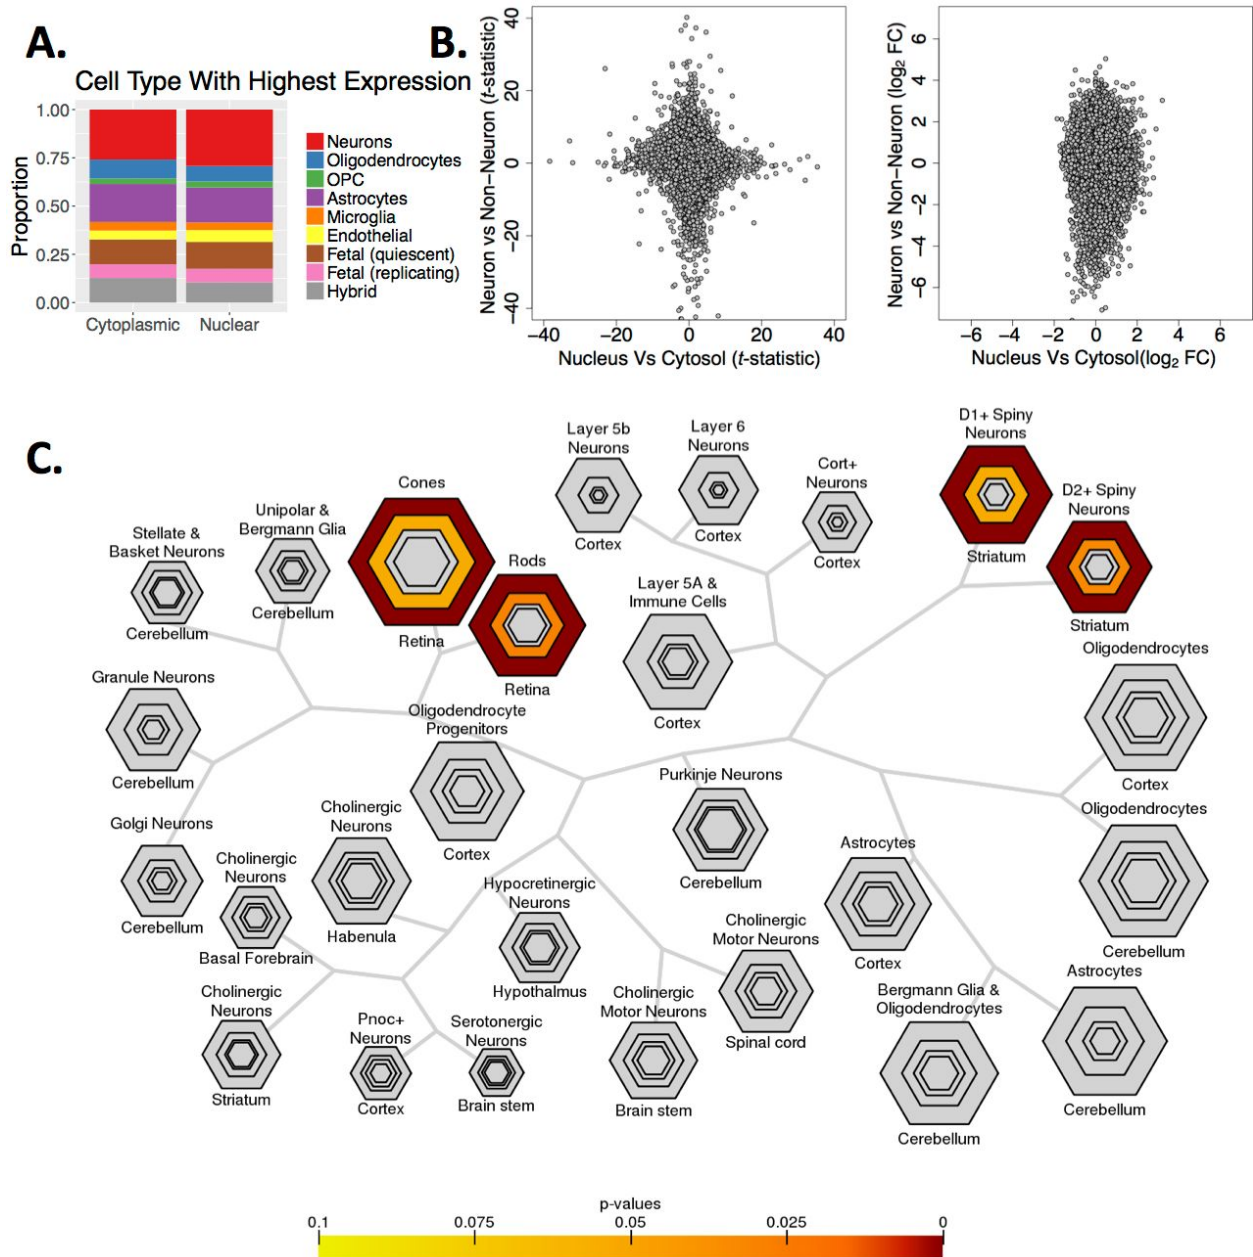 A.
Cell Type With Highest Expression
Proportion
1.00
0.75
0.50
0.25
0.00
Cytoplasmic
Nuclear
Neurons
Oligodendrocytes
OPC
Astrocytes
Microglia
Endothelial
Fetal (quiescent)
Fetal (replicating)
Hybrid
B.
Neuron vs Non−Neuron (t−statistic)
40
20
0
−20
−40
−40
−20
0
20
40
Nucleus Vs Cytosol (t−statistic)
Neuron vs Non−Neuron (log2 FC)
6
4
2
0
−2
−4
−6
−6
−4
−2
0
2
4
6
Nucleus Vs Cytosol(log2 FC)
C.
Stellate &
Basket Neurons
Cerebellum
Unipolar &
Bergmann Glia
Cerebellum
Cones
Retina
Rods
Retina
Layer 5b
Neurons
Cortex
Layer 6
Neurons
Cortex
Cort+
Neurons
Cortex
D1+ Spiny
Neurons
Striatum
D2+ Spiny
Neurons
Striatum
Layer 5A &
Immune Cells
Cortex
Granule Neurons
Cerebellum
Oligodendrocyte
Progenitors
Cortex
Oligodendrocytes
Cortex
Purkinje Neurons
Cerebellum
Golgi Neurons
Cerebellum
Cholinergic
Neurons
Basal Forebrain
Cholinergic
Neurons
Habenula
Hypocretinergic
Neurons
Hypothalmus
Astrocytes
Cortex
Oligodendrocytes
Cerebellum
Cholinergic
Neurons
Striatum
Pnoc+
Neurons
Cortex
Serotonergic
Neurons
Brain stem
Cholinergic
Motor Neurons
Brain stem
Cholinergic
Motor Neurons
Spinal cord
Bergmann Glia &
Oligodendrocytes
Cerebellum
Astrocytes
Cerebellum
p-values
0.1
0.075
0.05
0.025
0